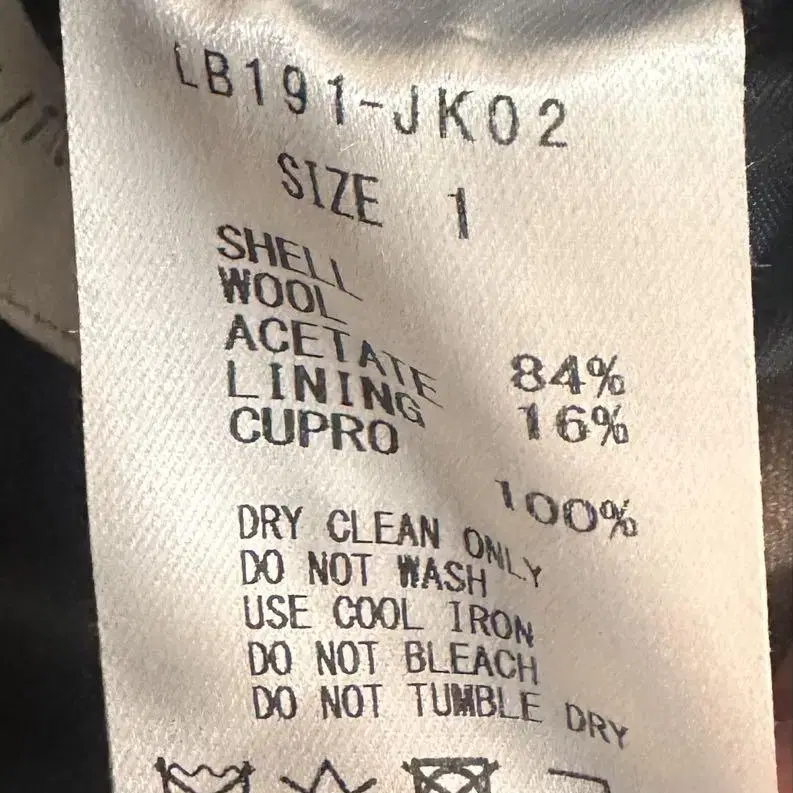 LB191-JK02
SIZE 1
SHELL
WOOL 84%
ACETATE 16%
LINING
CUPRO 100%
DRY CLEAN ONLY
DO NOT WASH
USE COOL IRON
DO NOT BLEACH
DO NOT TUMBLE DRY